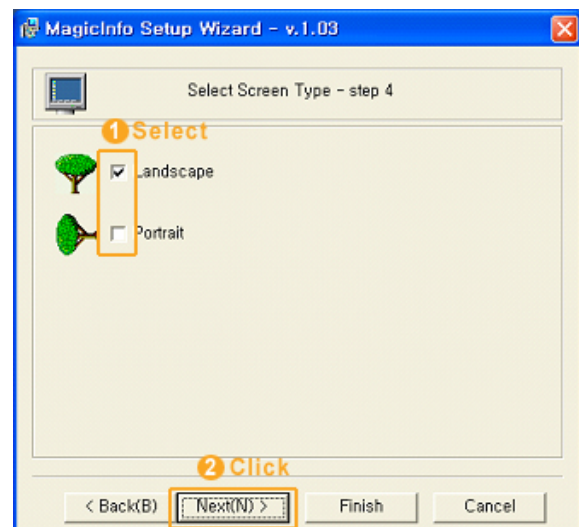 MagicInfo Setup Wizard - v.1.03
Select Screen Type - step 4
1 Select
Landscape
Portrait
2 Click
< Back(B) Next(N) > Finish Cancel